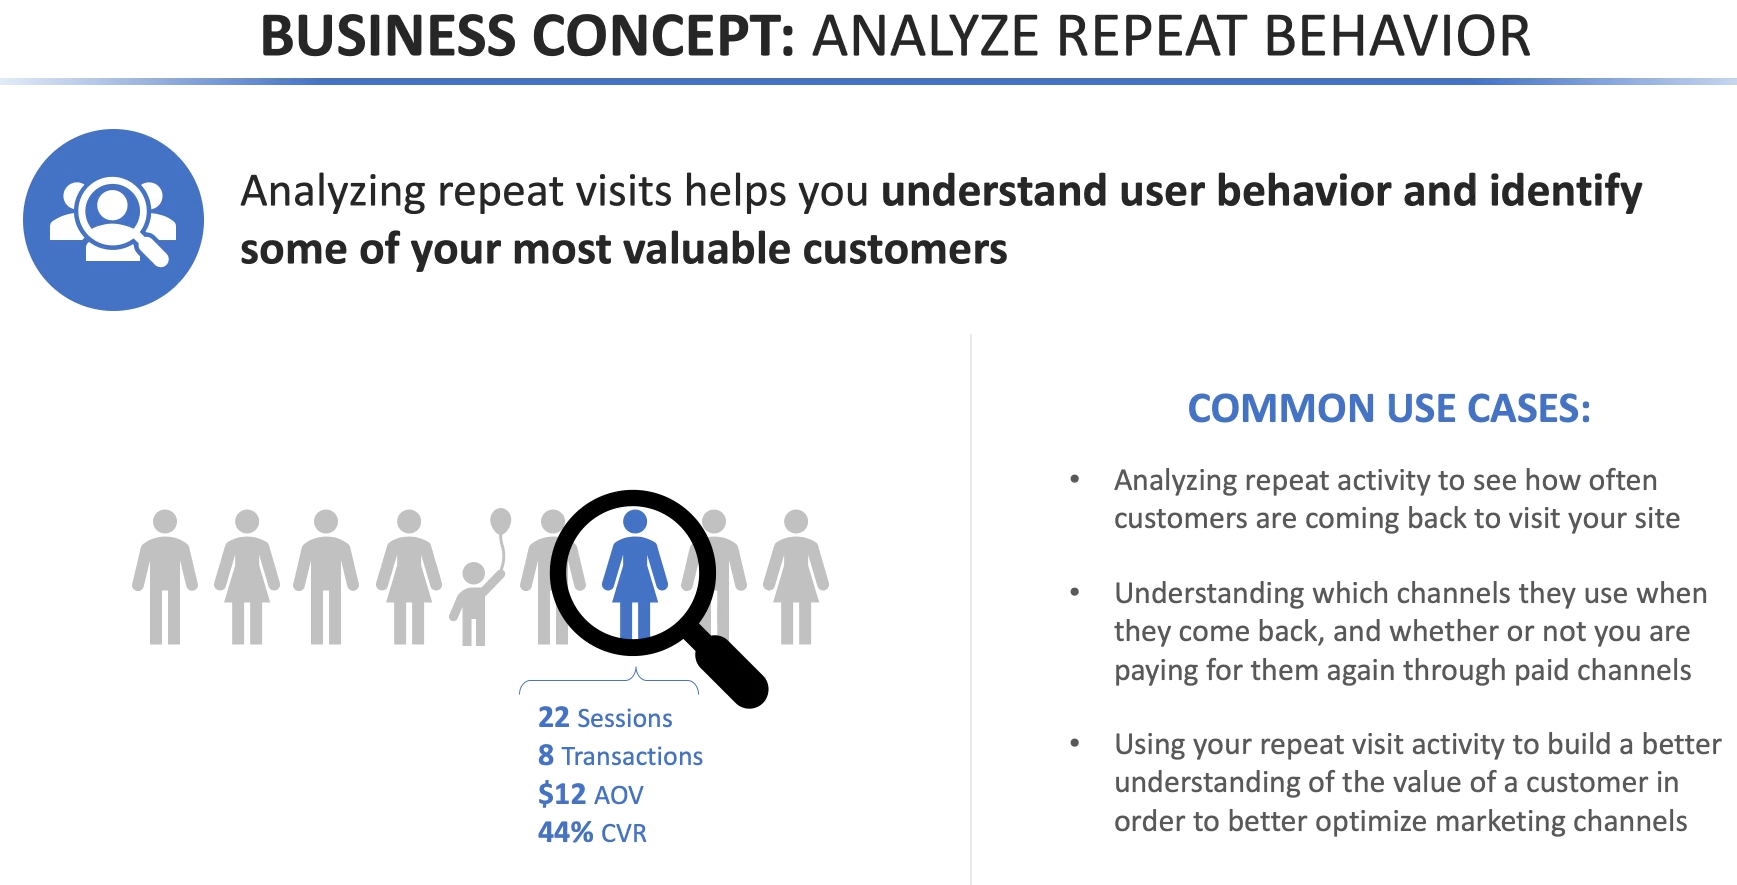 BUSINESS CONCEPT: ANALYZE REPEAT BEHAVIOR
Analyzing repeat visits helps you understand user behavior and identify
some of your most valuable customers
22 Sessions
8 Transactions
$12 AOV
44% CVR
COMMON USE CASES:
• Analyzing repeat activity to see how often
customers are coming back to visit your site
• Understanding which channels they use when
they come back, and whether or not you are
paying for them again through paid channels
• Using your repeat visit activity to build a better
understanding of the value of a customer in
order to better optimize marketing channels